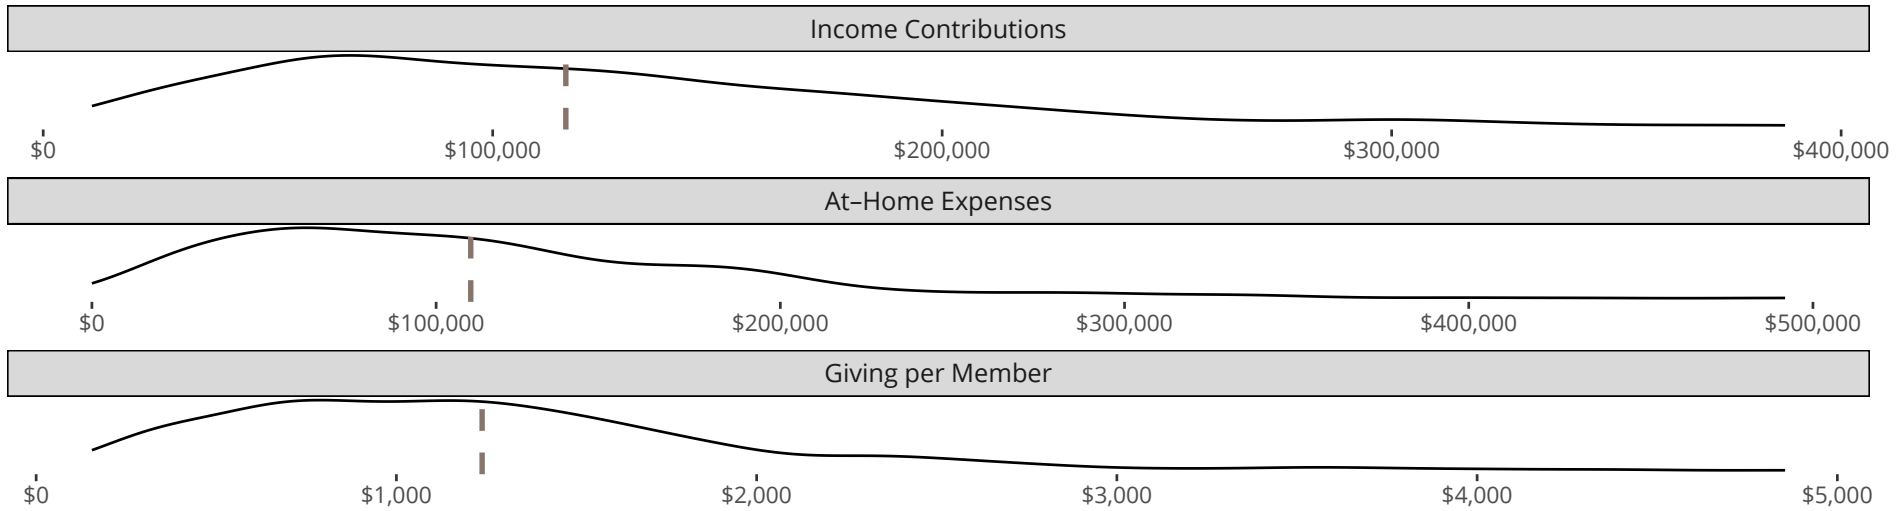 Income Contributions
$0 $100,000 $200,000 $300,000 $400,000
At–Home Expenses
$0 $100,000 $200,000 $300,000 $400,000 $500,000
Giving per Member
$0 $1,000 $2,000 $3,000 $4,000 $5,000